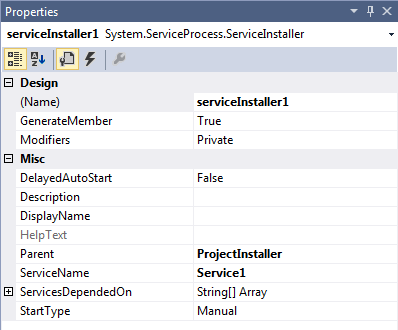 Properties
serviceInstaller1 System.ServiceProcess.ServiceInstaller
Design
(Name) serviceInstaller1
GenerateMember True
Modifiers Private
Misc
DelayedAutoStart False
Description
DisplayName
HelpText
Parent ProjectInstaller
ServiceName Service1
ServicesDependedOn String[] Array
StartType Manual